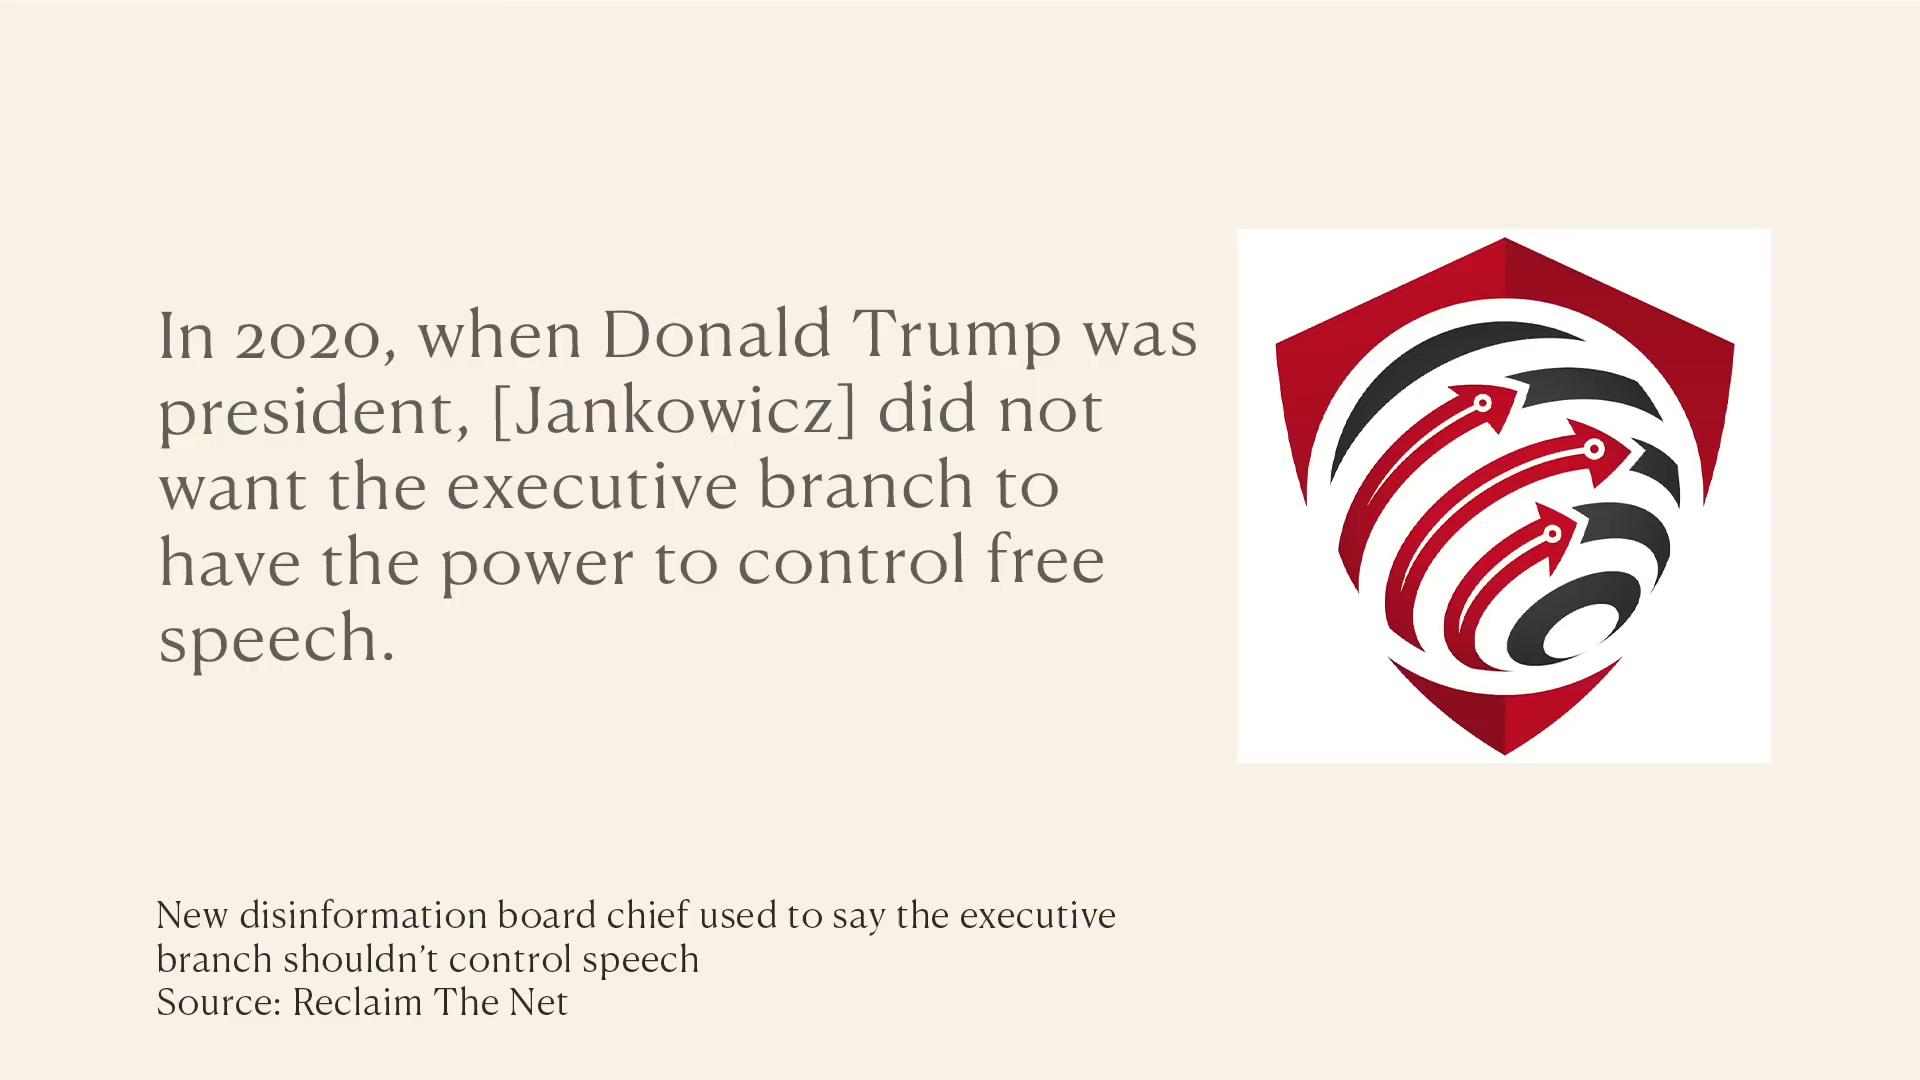 In 2020, when Donald Trump was
president, [Jankowicz] did not
want the executive branch to
have the power to control free
speech.
New disinformation board chief used to say the executive
branch shouldn’t control speech
Source: Reclaim The Net